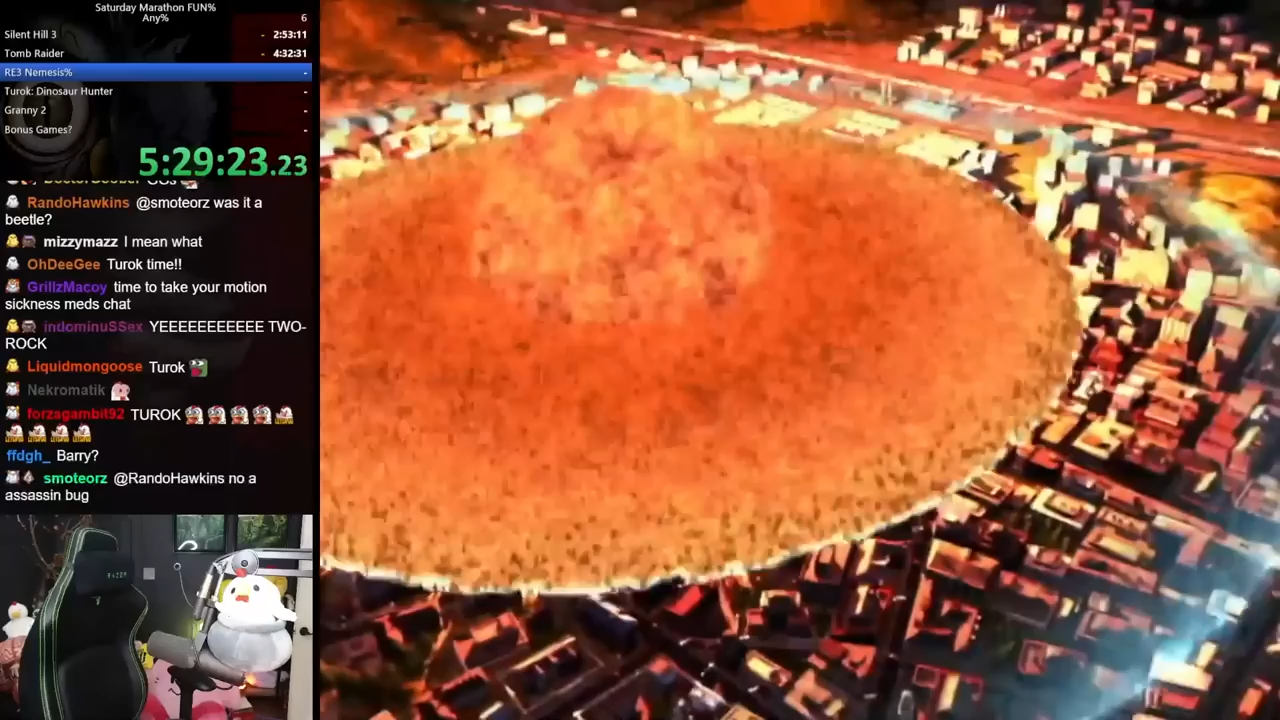 Saturday Marathon FUN%
Any%
6
Silent Hill 3 - 2:53:11
Tomb Raider - 4:32:31
RE3 Nemesis% -
Turok: Dinosaur Hunter -
Granny 2 -
Bonus Games? -
5:29:23.23
RandoHawkins @smoteorz was it a
beetle?
mizzymazz I mean what
OhDeeGee Turok time!!
GrillzMacoy time to take your motion
sickness meds chat
indominuSSex YEEEEEEEEEEE TWO-
ROCK
Liquidmongoose Turok
Nekromatik
forzagambit92 TUROK
ffdgh_ Barry?
smoteorz @RandoHawkins no a
assassin bug